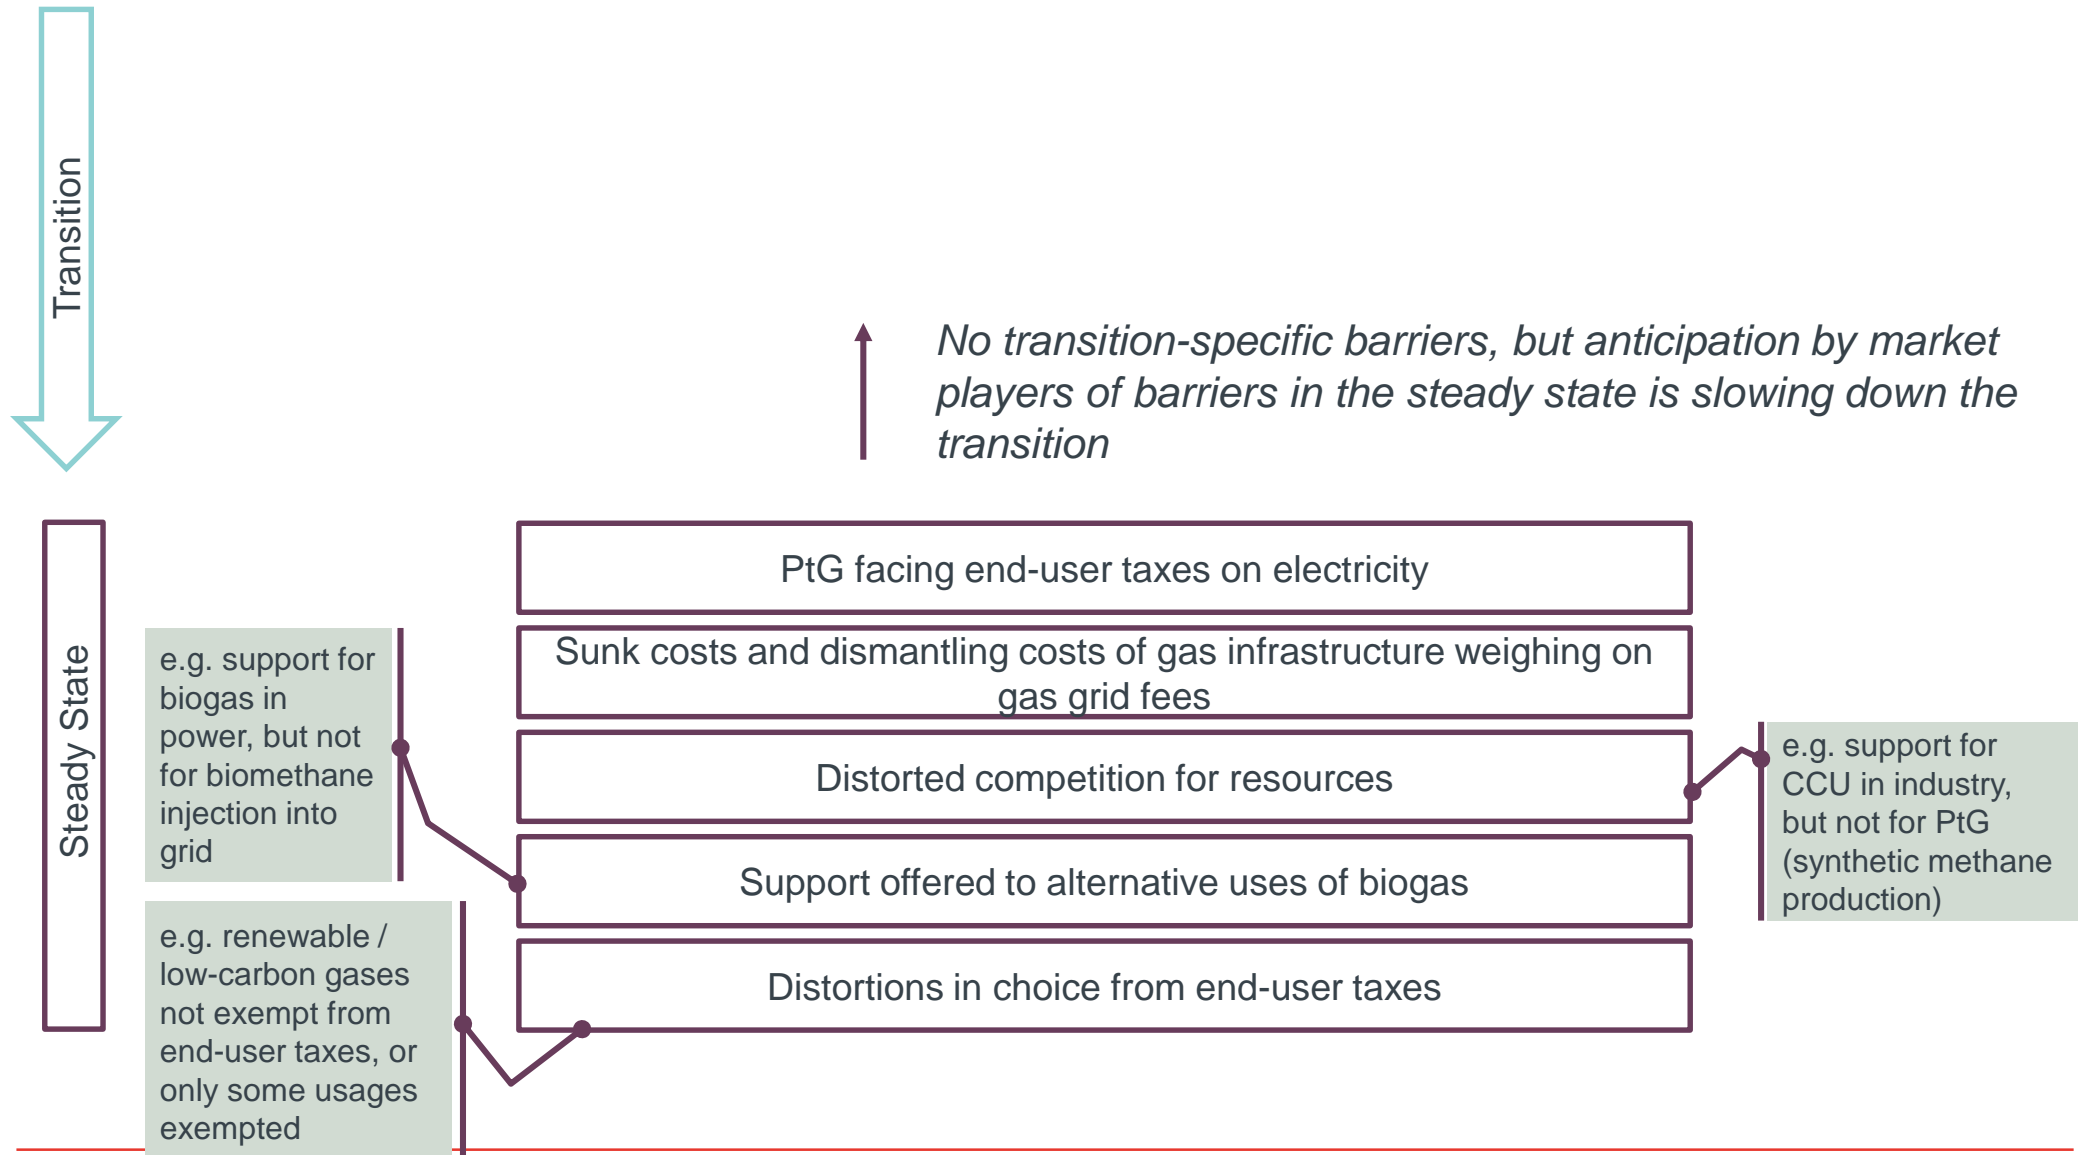 Transition
No transition-specific barriers, but anticipation by market
players of barriers in the steady state is slowing down the
transition
Steady State
PtG facing end-user taxes on electricity
Sunk costs and dismantling costs of gas infrastructure weighing on
gas grid fees
Distorted competition for resources
Support offered to alternative uses of biogas
Distortions in choice from end-user taxes
e.g. support for
biogas in
power, but not
for biomethane
injection into
grid
e.g. renewable /
low-carbon gases
not exempt from
end-user taxes, or
only some usages
exempted
e.g. support for
CCU in industry,
but not for PtG
(synthetic methane
production)